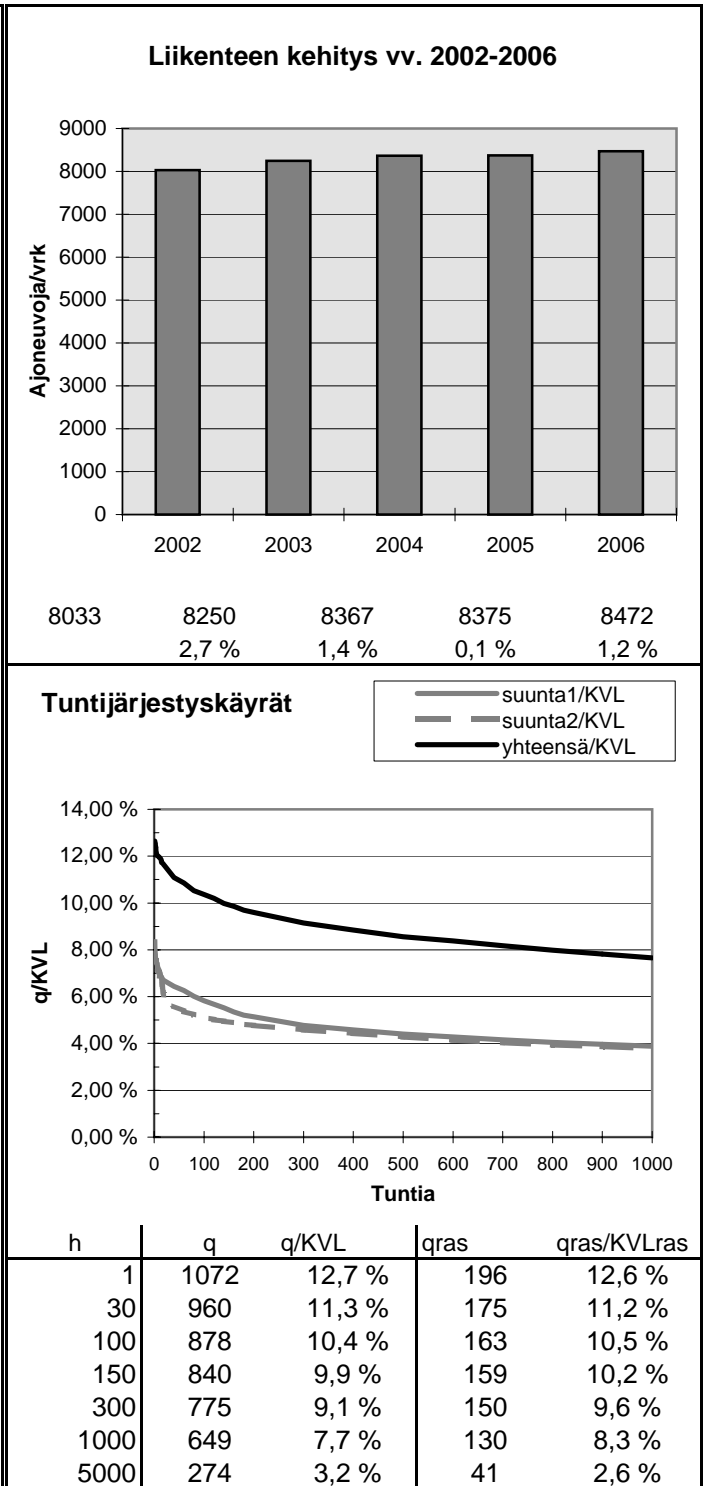 Liikenteen kehitys vv. 2002-2006
Ajoneuvoja/vrk
9000
8000
7000
6000
5000
4000
3000
2000
1000
0
2002 2003 2004 2005 2006
8033 8250 8367 8375 8472
2,7 % 1,4 % 0,1 % 1,2 %
Tuntijärjestyskäyrät
suunta1/KVL
suunta2/KVL
yhteensä/KVL
q/KVL
14,00 %
12,00 %
10,00 %
8,00 %
6,00 %
4,00 %
2,00 %
0,00 %
0 100 200 300 400 500 600 700 800 900 1000
Tuntia
h q q/KVL qras qras/KVLras
1 1072 12,7 % 196 12,6 %
30 960 11,3 % 175 11,2 %
100 878 10,4 % 163 10,5 %
150 840 9,9 % 159 10,2 %
300 775 9,1 % 150 9,6 %
1000 649 7,7 % 130 8,3 %
5000 274 3,2 % 41 2,6 %